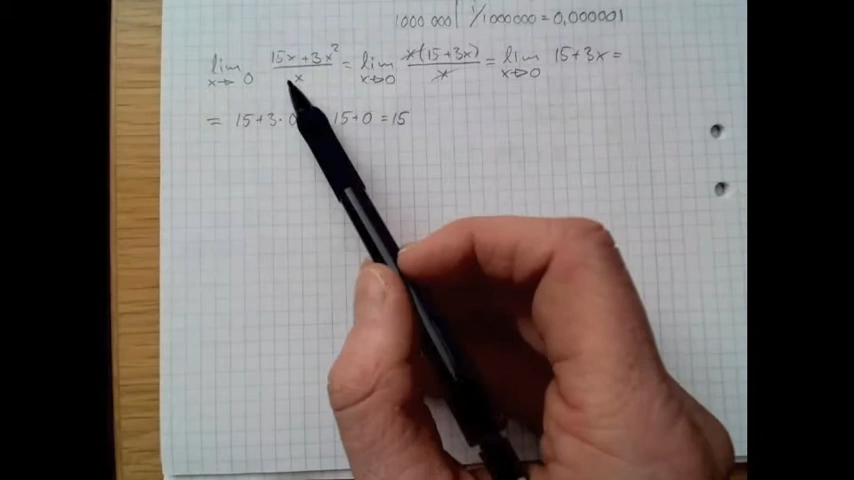 1000 000 | 1/1000000 = 0,000001
lim x→0 15x+3x²/x = lim x→0 x(15+3x)/x = lim x→0 15+3x =
= 15+3·0 15+0 = 15